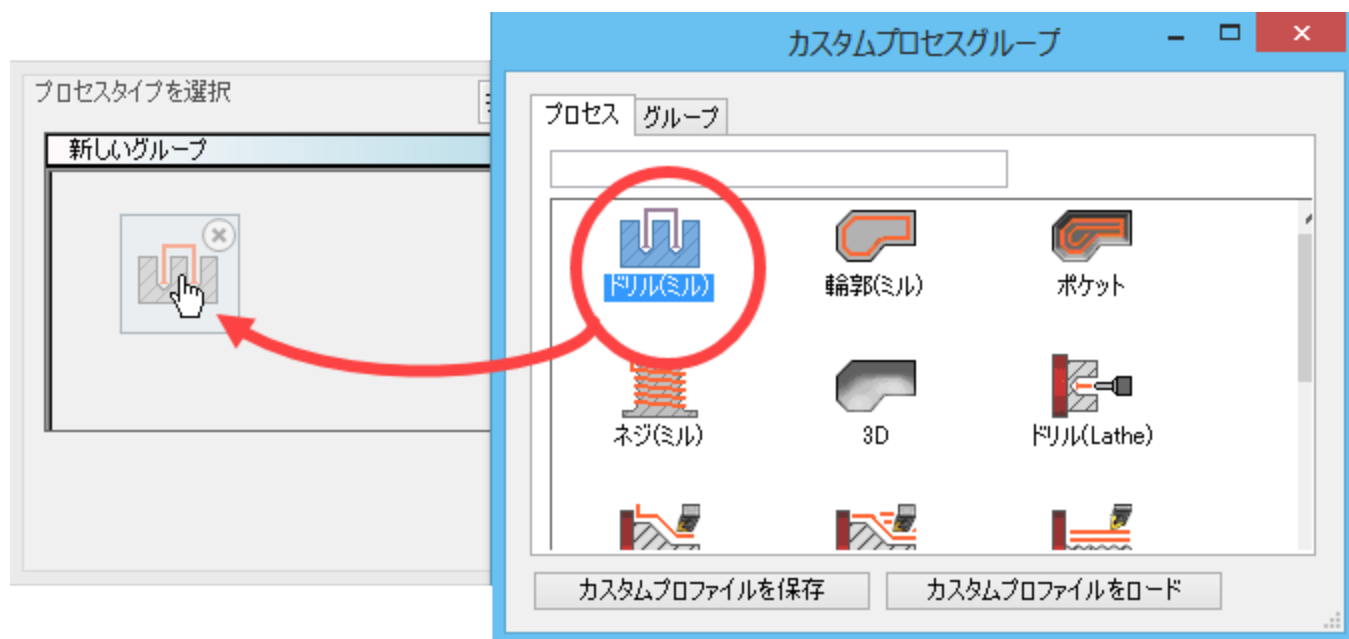 カスタムプロセスグループ
プロセスタイプを選択
新しいグループ
プロセス
グループ
ドリル(ミル)
輪郭(ミル)
ポケット
ネジ(ミル)
3D
ドリル(Lathe)
カスタムプロファイルを保存
カスタムプロファイルをロード